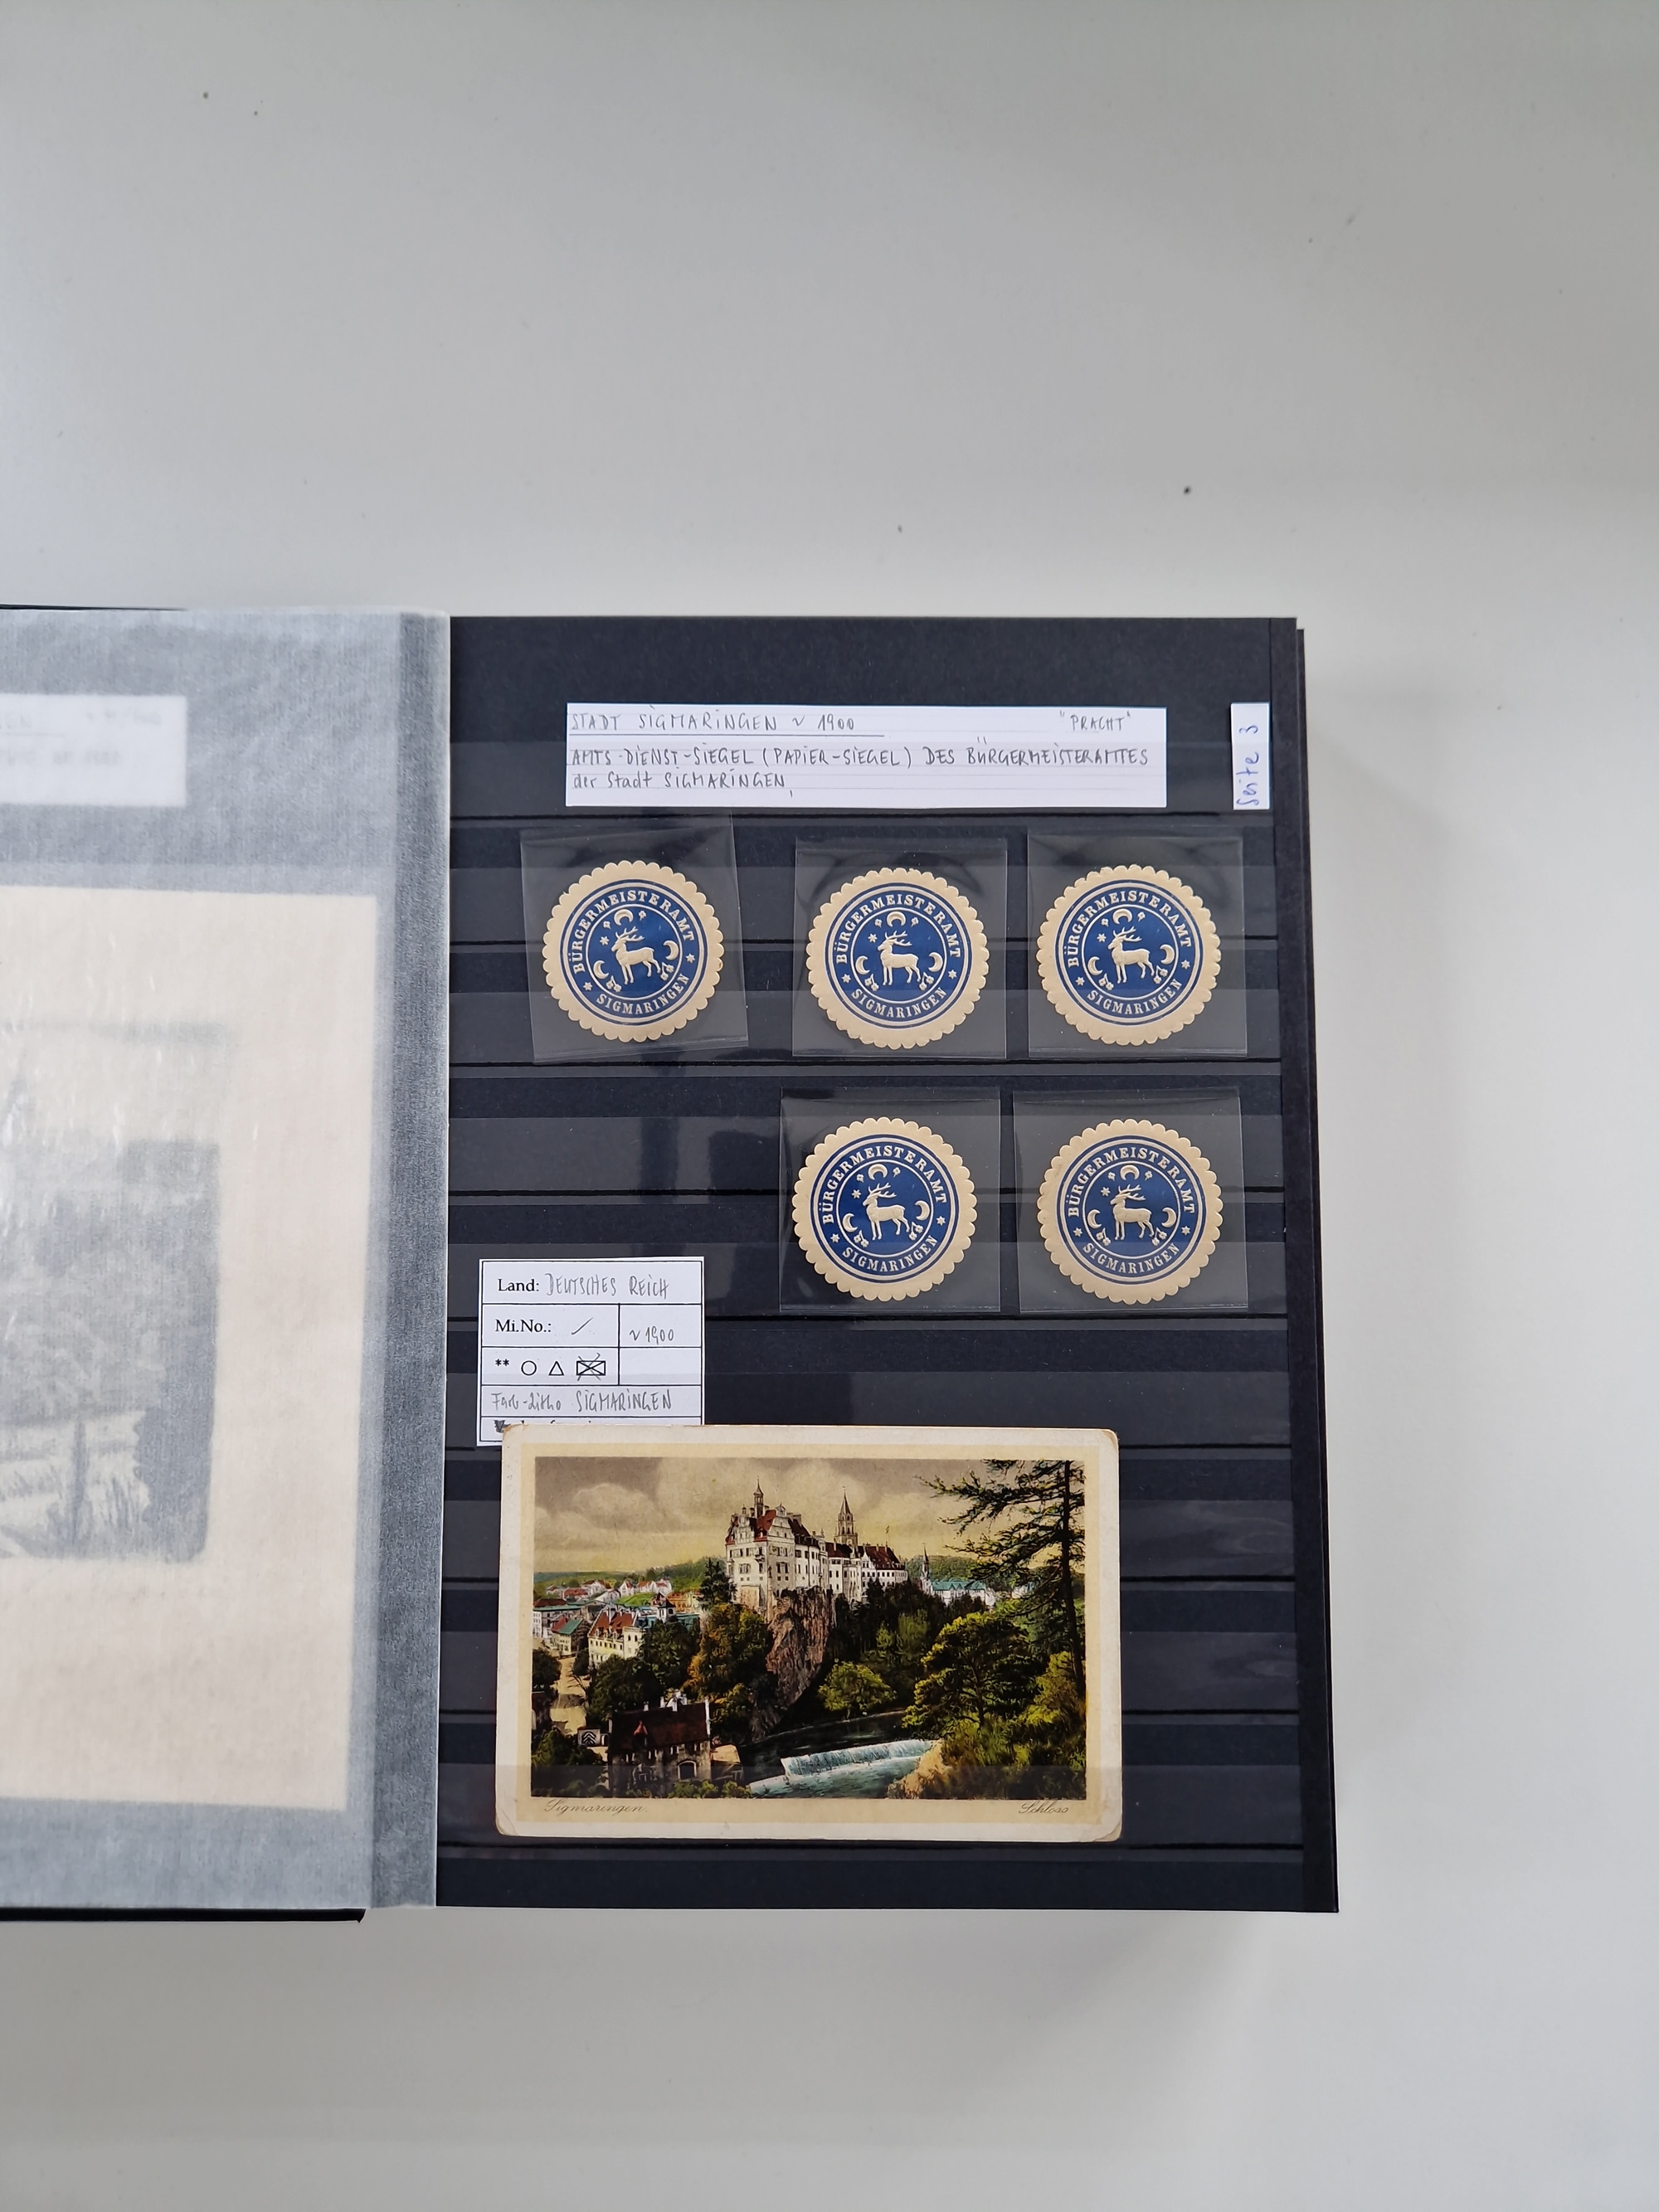 STADT SIGMARINGEN ~ 1900 "PRACHT"
AMTS-DIENST-SIEGEL (PAPIER-SIEGEL) DES BÜRGERMEISTERAMTES
der Stadt SIGMARINGEN,
Seite 3
BÜRGERMEISTERAMT
* SIGMARINGEN *
BÜRGERMEISTERAMT
* SIGMARINGEN *
BÜRGERMEISTERAMT
* SIGMARINGEN *
BÜRGERMEISTERAMT
* SIGMARINGEN *
BÜRGERMEISTERAMT
* SIGMARINGEN *
Land: DEUTSCHES REICH
Mi.No.: / ~ 1900
** ○ △
Farb-Litho SIGMARINGEN
Sigmaringen Schloss